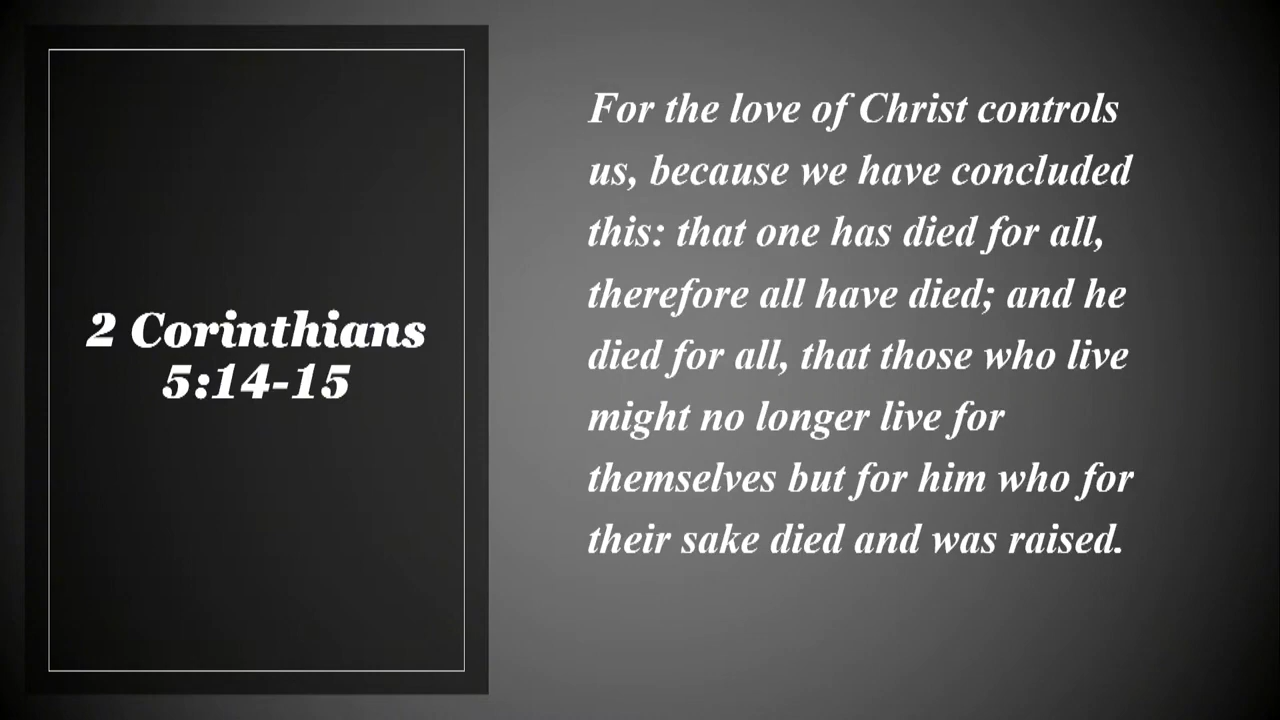 2 Corinthians
5:14-15
For the love of Christ controls
us, because we have concluded
this: that one has died for all,
therefore all have died; and he
died for all, that those who live
might no longer live for
themselves but for him who for
their sake died and was raised.